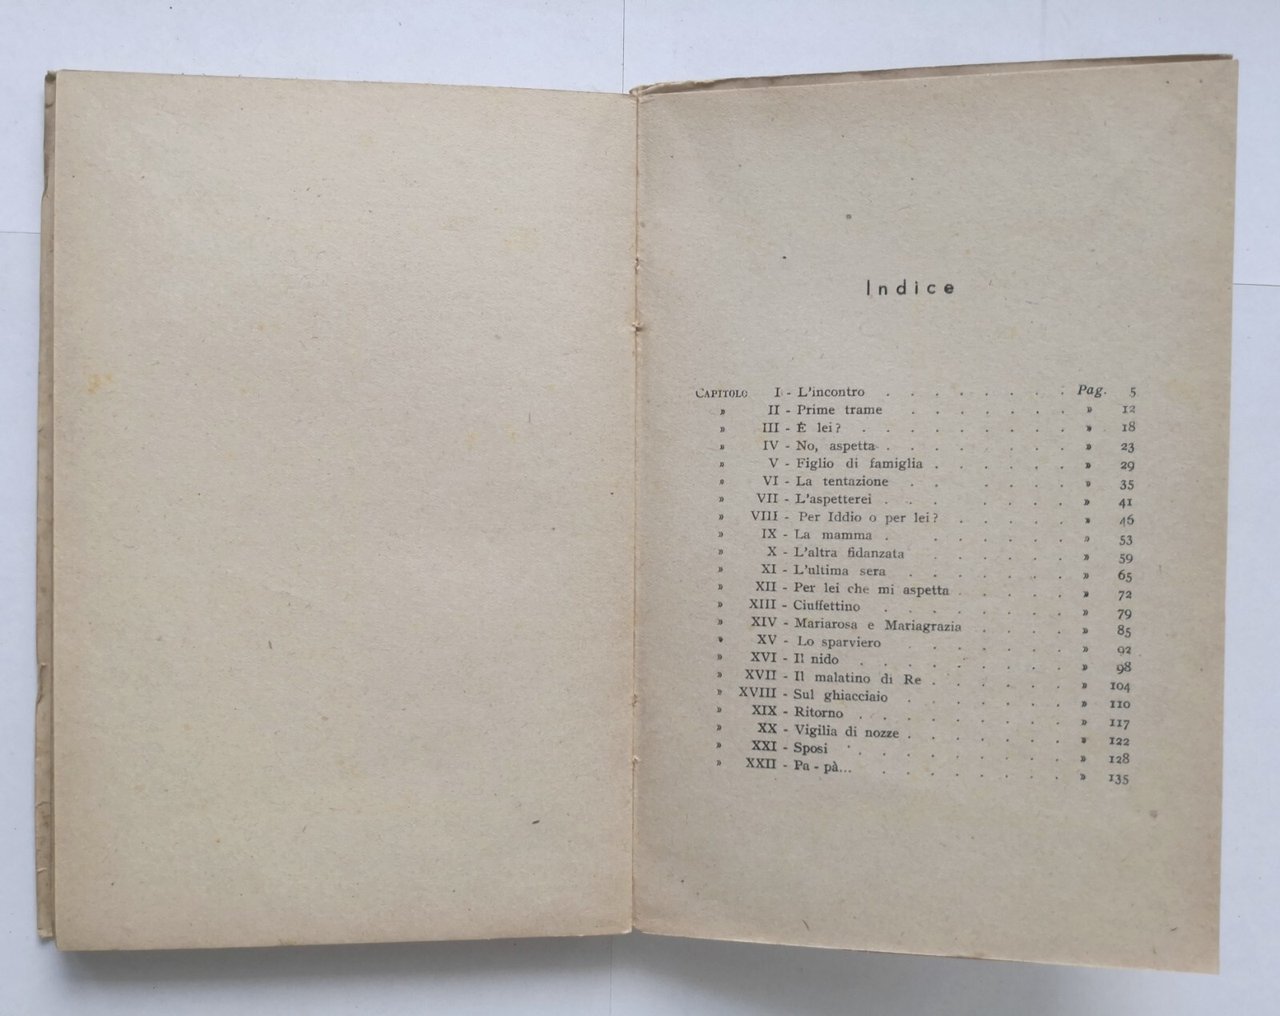 Indice
CAPITOLO I - L'incontro . . . . . . . Pag. 5
» II - Prime trame . . . . . . » 12
» III - È lei? . . . . . . . . » 18
» IV - No, aspetta . . . . . . . » 23
» V - Figlio di famiglia . . . . . . » 29
» VI - La tentazione . . . . . . » 35
» VII - L'aspetterei . . . . . . » 41
» VIII - Per Iddio o per lei? . . . . . » 46
» IX - La mamma . . . . . . . » 53
» X - L'altra fidanzata . . . . . . » 59
» XI - L'ultima sera . . . . . . » 65
» XII - Per lei che mi aspetta . . . . . » 72
» XIII - Ciuffettino . . . . . . . » 79
» XIV - Mariarosa e Mariagrazia . . . . » 85
» XV - Lo sparviero . . . . . . » 92
» XVI - Il nido . . . . . . . . » 98
» XVII - Il malatino di Re . . . . . . » 104
» XVIII - Sul ghiacciaio . . . . . . » 110
» XIX - Ritorno . . . . . . . » 117
» XX - Vigilia di nozze . . . . . . » 122
» XXI - Sposi . . . . . . . » 128
» XXII - Pa - pà... . . . . . . . » 135